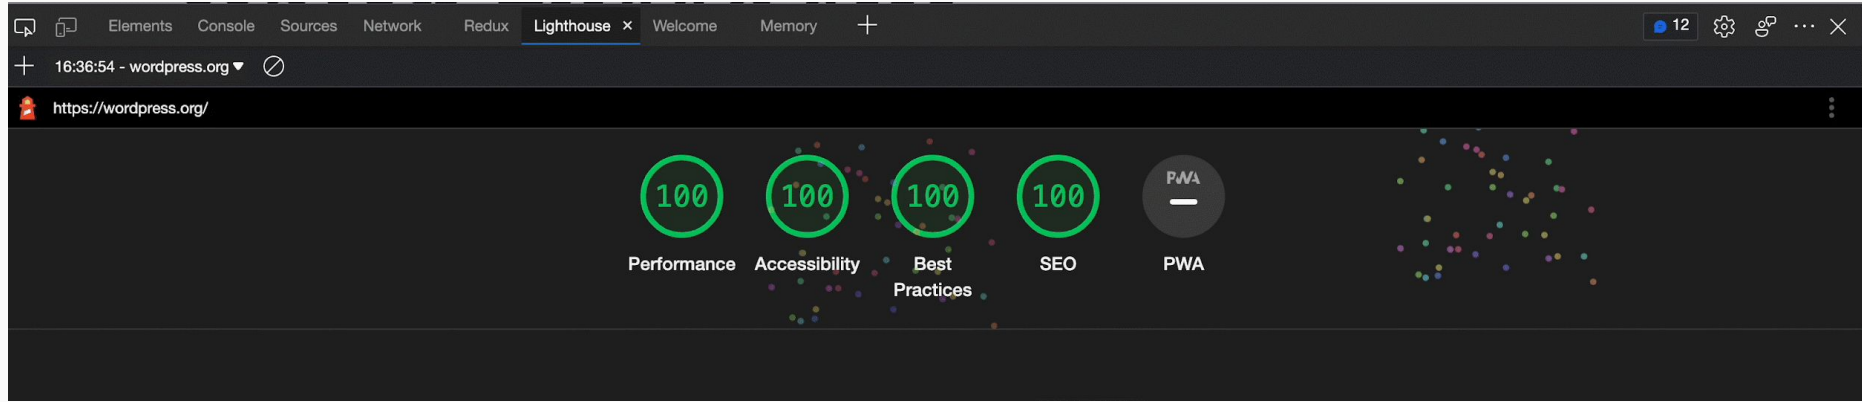 Elements Console Sources Network Redux Lighthouse × Welcome Memory + 12
16:36:54 - wordpress.org
https://wordpress.org/
100 100 100 100 PWA
Performance Accessibility Best SEO PWA
Practices